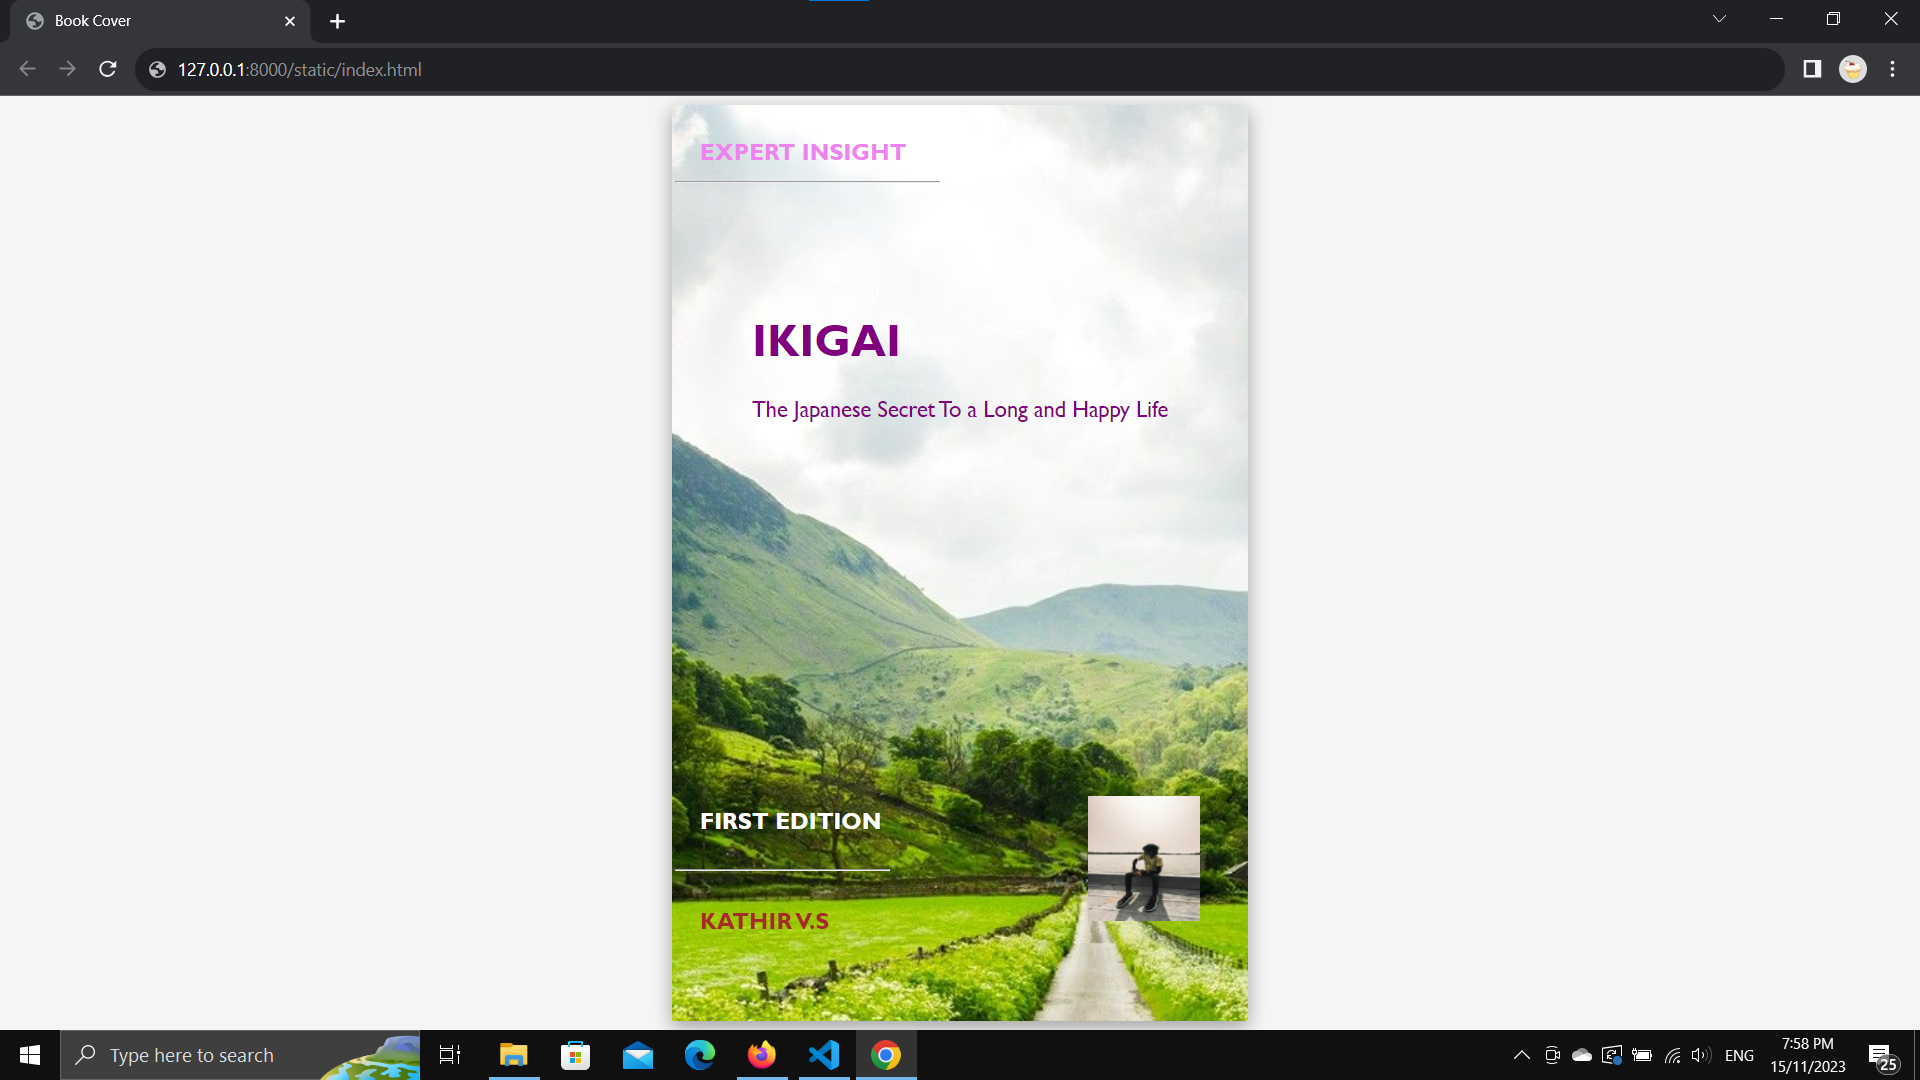 Book Cover
127.0.0.1:8000/static/index.html
EXPERT INSIGHT
IKIGAI
The Japanese Secret To a Long and Happy Life
FIRST EDITION
KATHIR V.S
Type here to search
ENG
7:58 PM
15/11/2023
25